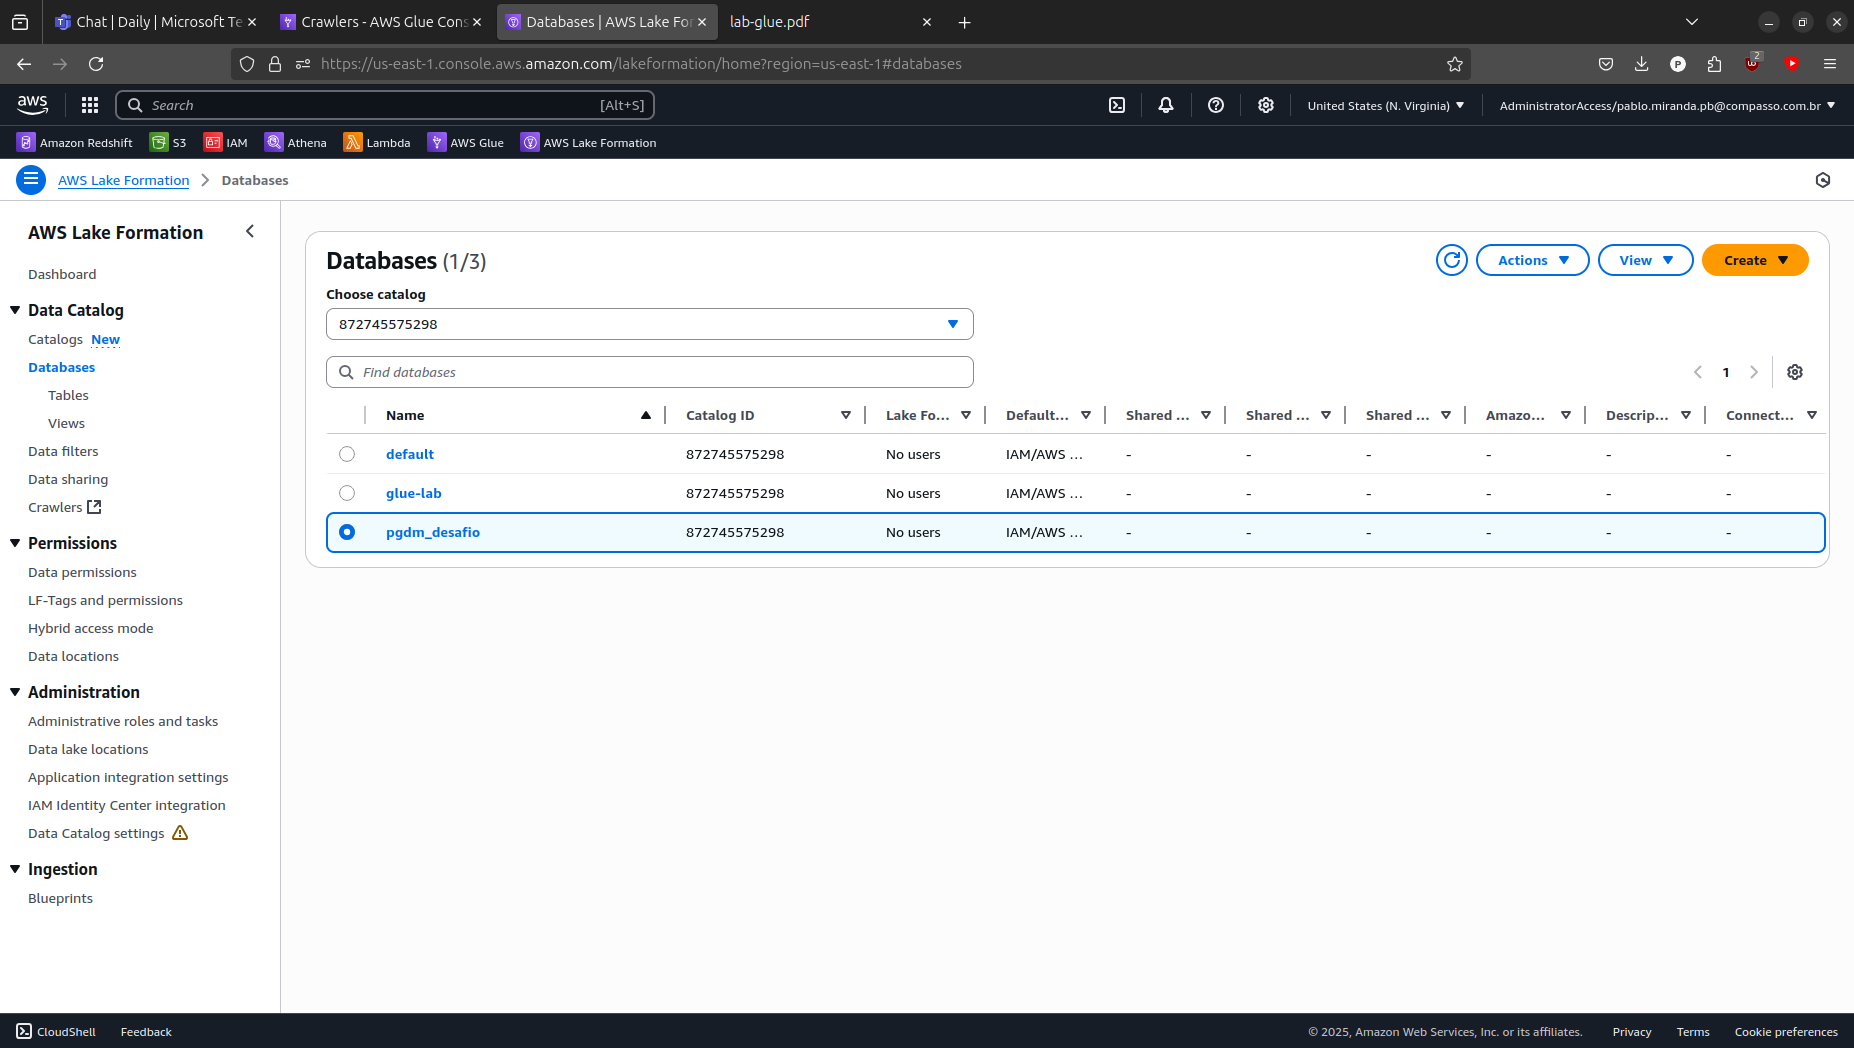 Chat | Daily | Microsoft Te
Crawlers - AWS Glue Cons
Databases | AWS Lake For
lab-glue.pdf
https://us-east-1.console.aws.amazon.com/lakeformation/home?region=us-east-1#databases
2
aws
Search
[Alt+S]
United States (N. Virginia)
AdministratorAccess/pablo.miranda.pb@compasso.com.br
Amazon Redshift
S3
IAM
Athena
Lambda
AWS Glue
AWS Lake Formation
AWS Lake Formation
Databases
AWS Lake Formation
Dashboard
Data Catalog
Catalogs New
Databases
Tables
Views
Data filters
Data sharing
Crawlers
Permissions
Data permissions
LF-Tags and permissions
Hybrid access mode
Data locations
Administration
Administrative roles and tasks
Data lake locations
Application integration settings
IAM Identity Center integration
Data Catalog settings
Ingestion
Blueprints
Databases (1/3)
Actions
View
Create
Choose catalog
872745575298
Find databases
1
Name Catalog ID Lake Fo... Default... Shared ... Shared ... Shared ... Amazo... Descrip... Connect...
default 872745575298 No users IAM/AWS ... - - - - - -
glue-lab 872745575298 No users IAM/AWS ... - - - - - -
pgdm_desafio 872745575298 No users IAM/AWS ... - - - - - -
CloudShell
Feedback
© 2025, Amazon Web Services, Inc. or its affiliates.
Privacy
Terms
Cookie preferences